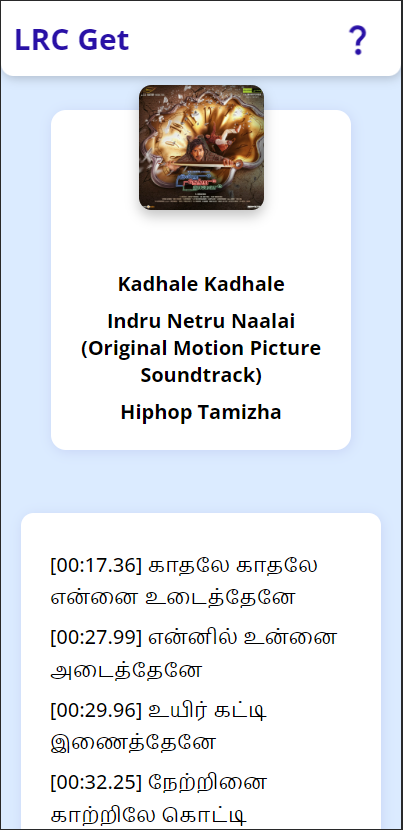 LRC Get
?
Kadhale Kadhale
Indru Netru Naalai
(Original Motion Picture
Soundtrack)
Hiphop Tamizha
[00:17.36] காதலே காதலே
என்னை உடைத்தேனே
[00:27.99] என்னில் உன்னை
அடைத்தேனே
[00:29.96] உயிர் கட்டி
இணைத்தேனே
[00:32.25] நேற்றினை
காற்றிலே கொட்டி